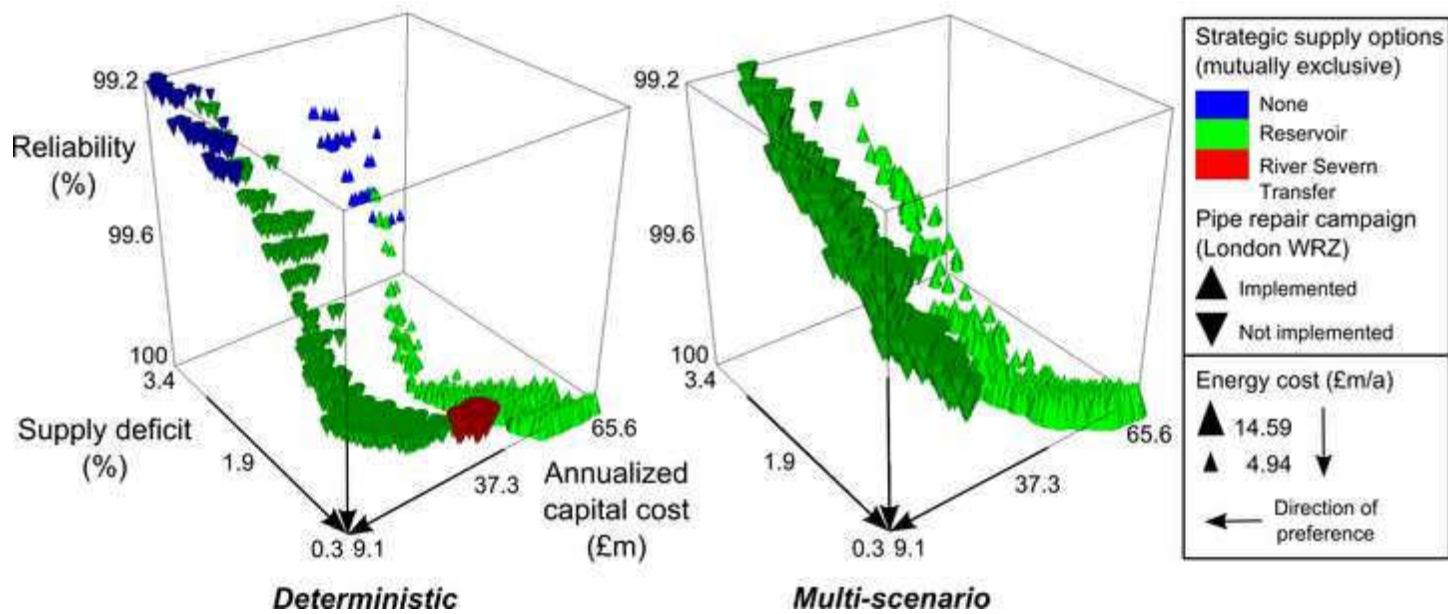 99.2
Reliability
(%)
99.6
100
3.4
Supply deficit
(%)
1.9
0.3 9.1
37.3
65.6
Annualized
capital cost
(£m)
Deterministic
99.2
99.6
100
3.4
1.9
0.3 9.1
37.3
65.6
Multi-scenario
Strategic supply options
(mutually exclusive)
None
Reservoir
River Severn
Transfer
Pipe repair campaign
(London WRZ)
Implemented
Not implemented
Energy cost (£m/a)
14.59
4.94
Direction of
preference